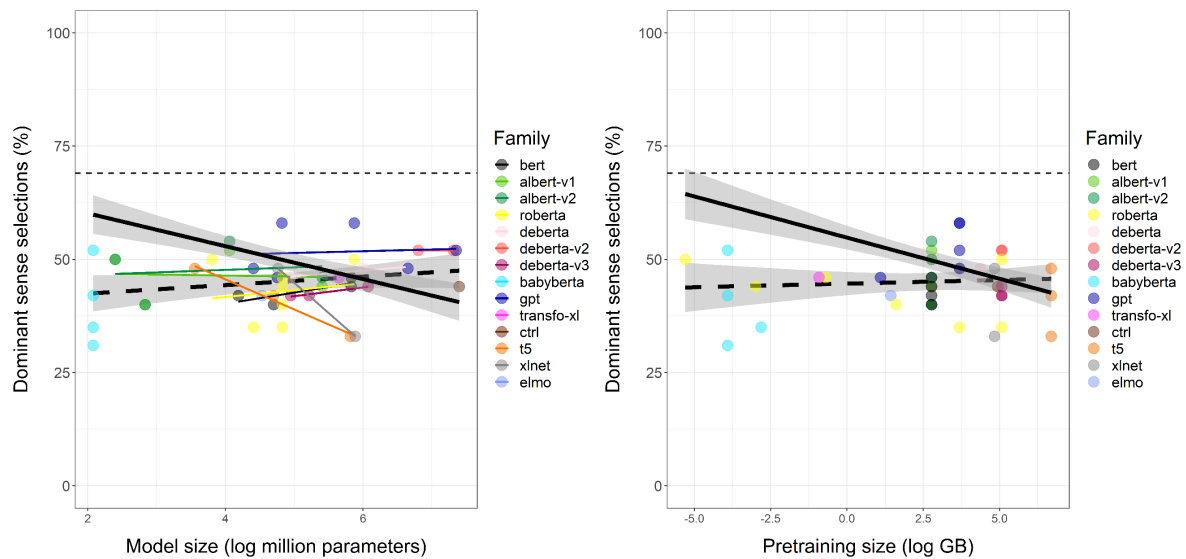 Dominant sense selections (%)
100
75
50
25
0
2
4
6
Model size (log million parameters)
Family
bert
albert-v1
albert-v2
roberta
deberta
deberta-v2
deberta-v3
babyberta
gpt
transfo-xl
ctrl
t5
xlnet
elmo
Dominant sense selections (%)
100
75
50
25
0
-5.0
-2.5
0.0
2.5
5.0
Pretraining size (log GB)
Family
bert
albert-v1
albert-v2
roberta
deberta
deberta-v2
deberta-v3
babyberta
gpt
transfo-xl
ctrl
t5
xlnet
elmo